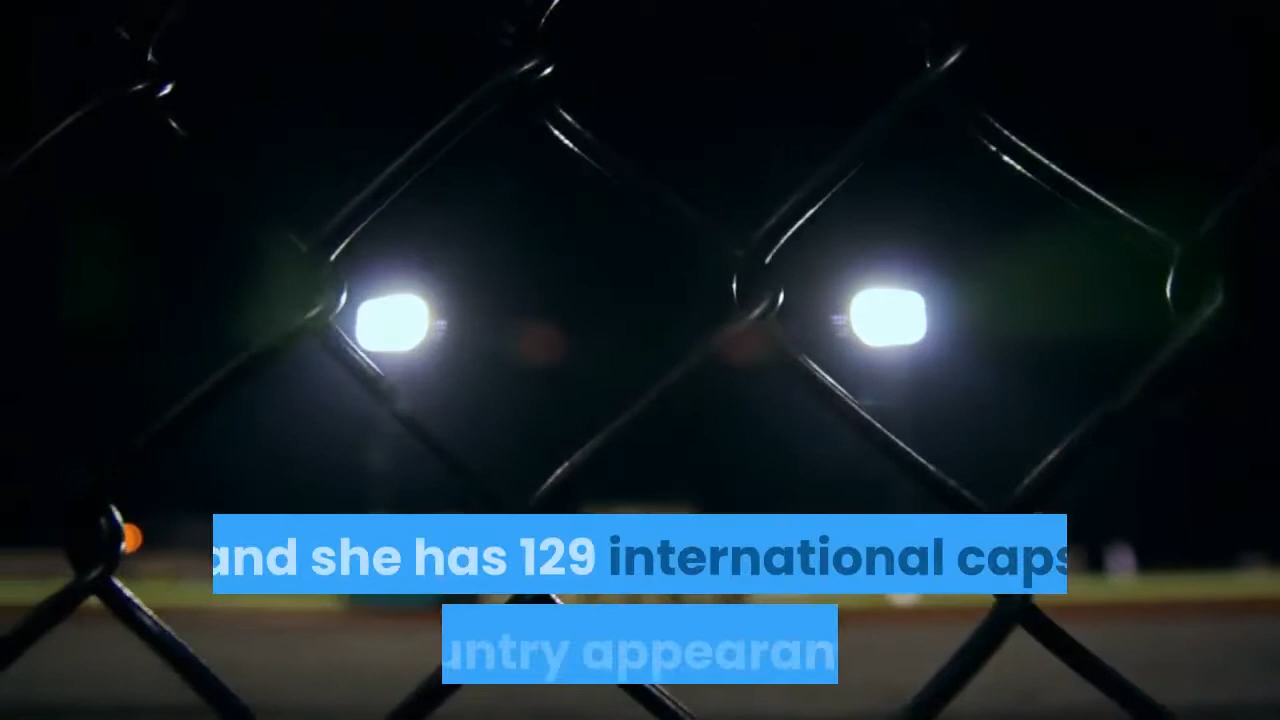 and she has 129 international caps
untry appearan